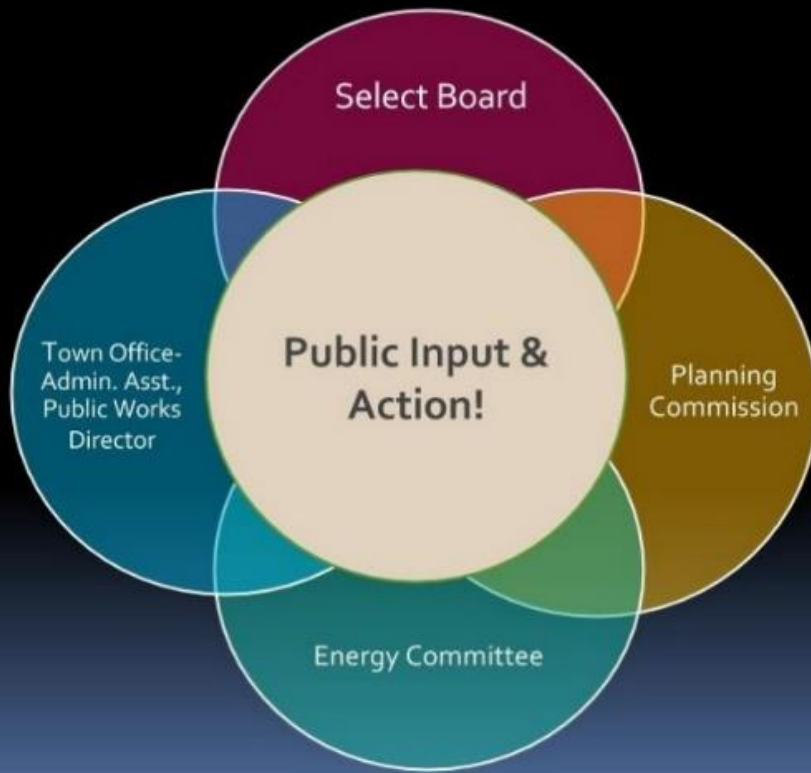 Select Board
Town Office-
Admin. Asst.,
Public Works
Director
Public Input &
Action!
Planning
Commission
Energy Committee